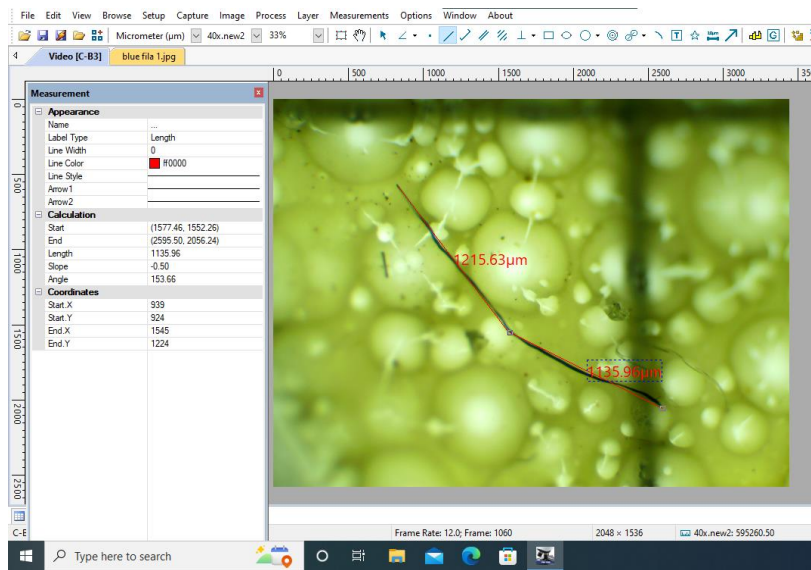 File Edit View Browse Setup Capture Image Process Layer Measurements Options Window About
Micrometer (µm) 40x.new2 33%
Video [C-B3] blue fila 1.jpg
0 500 1000 1500 2000 2500 3000
0
500
1000
1500
2000
2500
Measurement
Appearance
Name ...
Label Type Length
Line Width 0
Line Color ff0000
Line Style
Arrow1
Arrow2
Calculation
Start (1577.46, 1552.26)
End (2595.50, 2056.24)
Length 1135.96
Slope -0.50
Angle 153.66
Coordinates
Start.X 939
Start.Y 924
End.X 1545
End.Y 1224
1215.63µm
1135.96µm
Frame Rate: 12.0; Frame: 1060 2048 × 1536 40x.new2: 595260.50
Type here to search